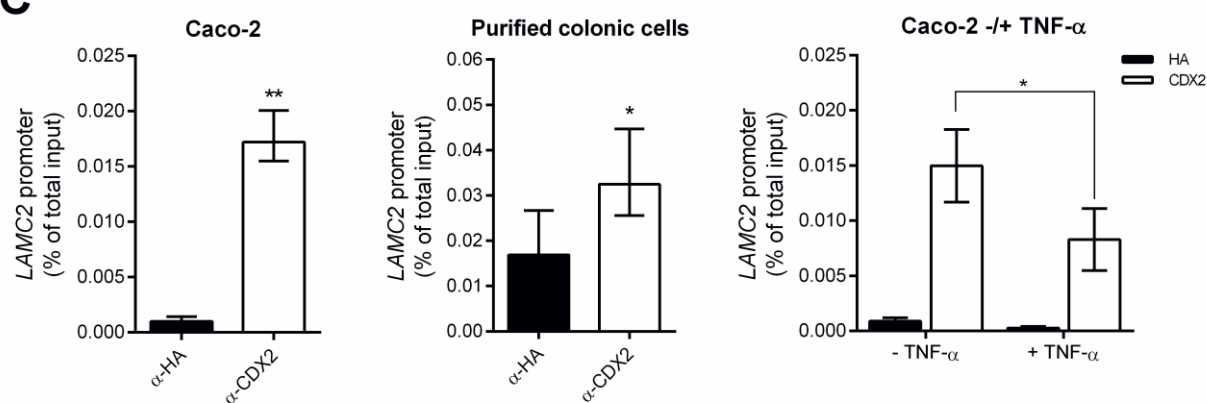 C
Caco-2
LAMC2 promoter
(% of total input)
0.025
0.020
0.015
0.010
0.005
0.000
**
α-HA
α-CDX2
Purified colonic cells
LAMC2 promoter
(% of total input)
0.06
0.05
0.04
0.03
0.02
0.01
0.00
*
α-HA
α-CDX2
Caco-2 -/+ TNF-α
LAMC2 promoter
(% of total input)
0.025
0.020
0.015
0.010
0.005
0.000
*
- TNF-α
+ TNF-α
HA
CDX2